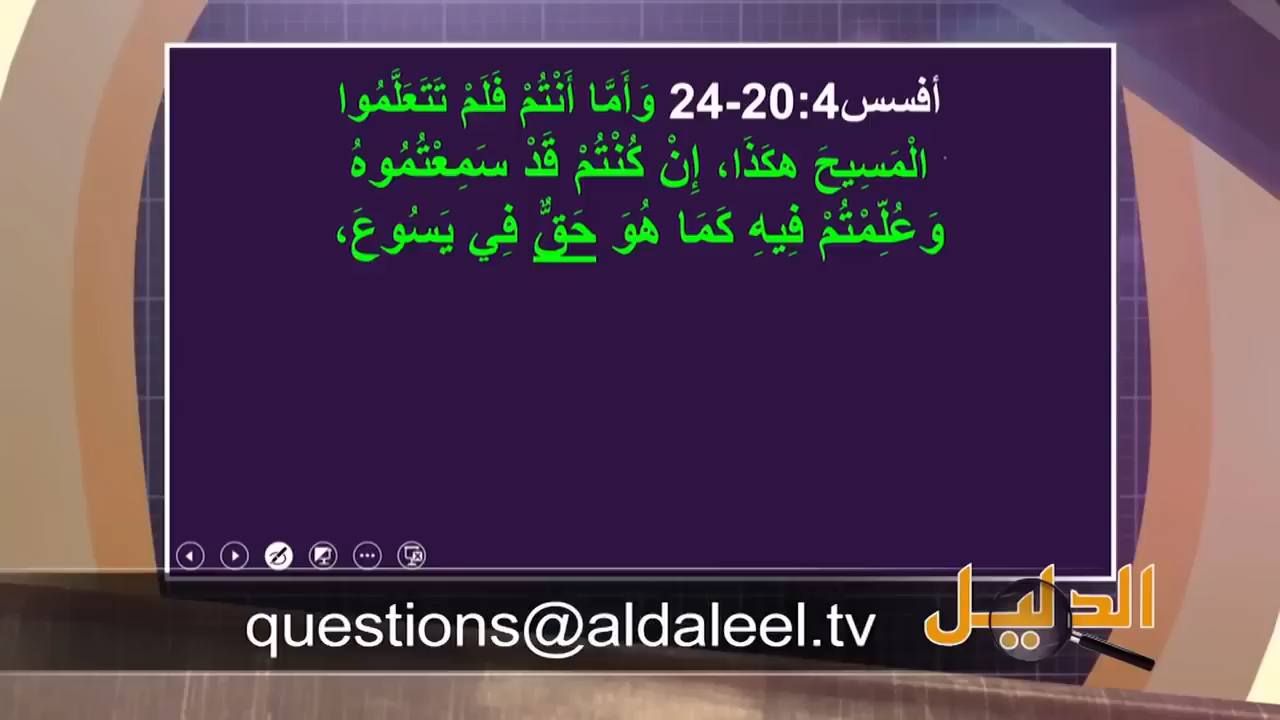 أفسس4:20-24 وَأَمَّا أَنْتُمْ فَلَمْ تَتَعَلَّمُوا
الْمَسِيحَ هكَذَا، إِنْ كُنْتُمْ قَدْ سَمِعْتُمُوهُ
وَعُلِّمْتُمْ فِيهِ كَمَا هُوَ حَقٌّ فِي يَسُوعَ،
questions@aldaleel.tv
الدليل